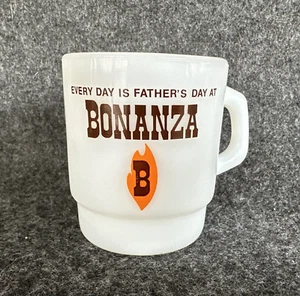 EVERY DAY IS FATHER'S DAY AT
BONANZA
B